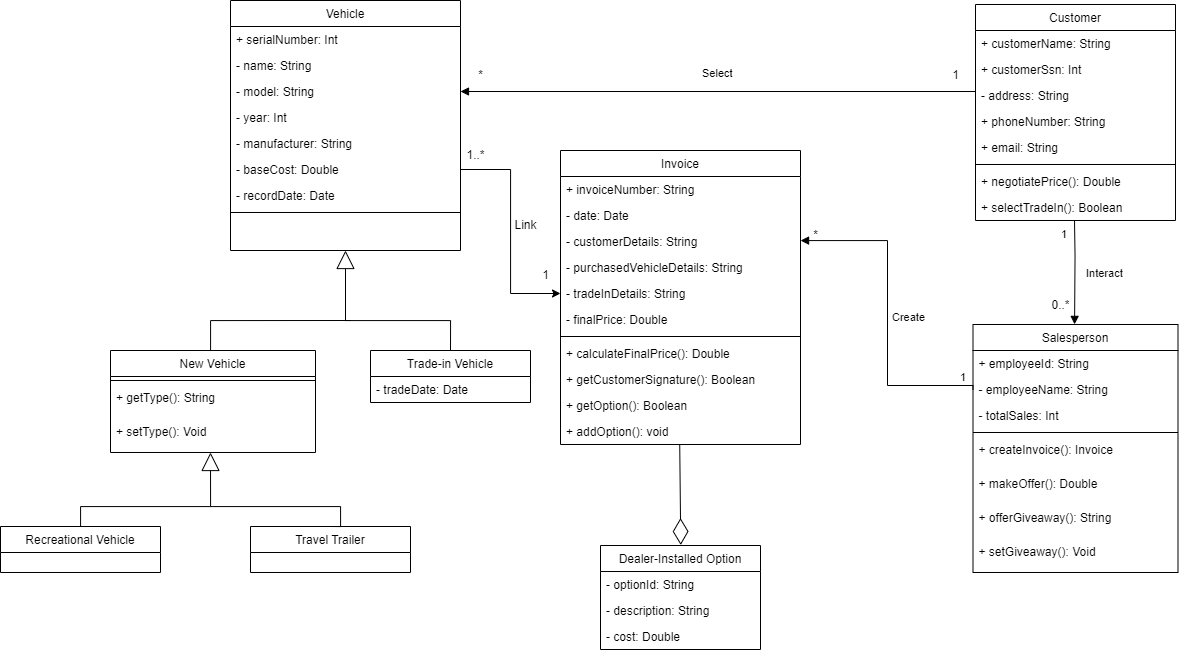 Vehicle
+ serialNumber: Int
- name: String
- model: String
- year: Int
- manufacturer: String
- baseCost: Double
- recordDate: Date
Customer
+ customerName: String
+ customerSsn: Int
- address: String
+ phoneNumber: String
+ email: String
+ negotiatePrice(): Double
+ selectTradeIn(): Boolean
*
Select
1
1..*
Link
1
Invoice
+ invoiceNumber: String
- date: Date
- customerDetails: String
- purchasedVehicleDetails: String
- tradeInDetails: String
- finalPrice: Double
+ calculateFinalPrice(): Double
+ getCustomerSignature(): Boolean
+ getOption(): Boolean
+ addOption(): void
*
Create
1
1
Interact
0..*
Salesperson
+ employeeId: String
- employeeName: String
- totalSales: Int
+ createInvoice(): Invoice
+ makeOffer(): Double
+ offerGiveaway(): String
+ setGiveaway(): Void
New Vehicle
+ getType(): String
+ setType(): Void
Trade-in Vehicle
- tradeDate: Date
Recreational Vehicle
Travel Trailer
Dealer-Installed Option
- optionId: String
- description: String
- cost: Double